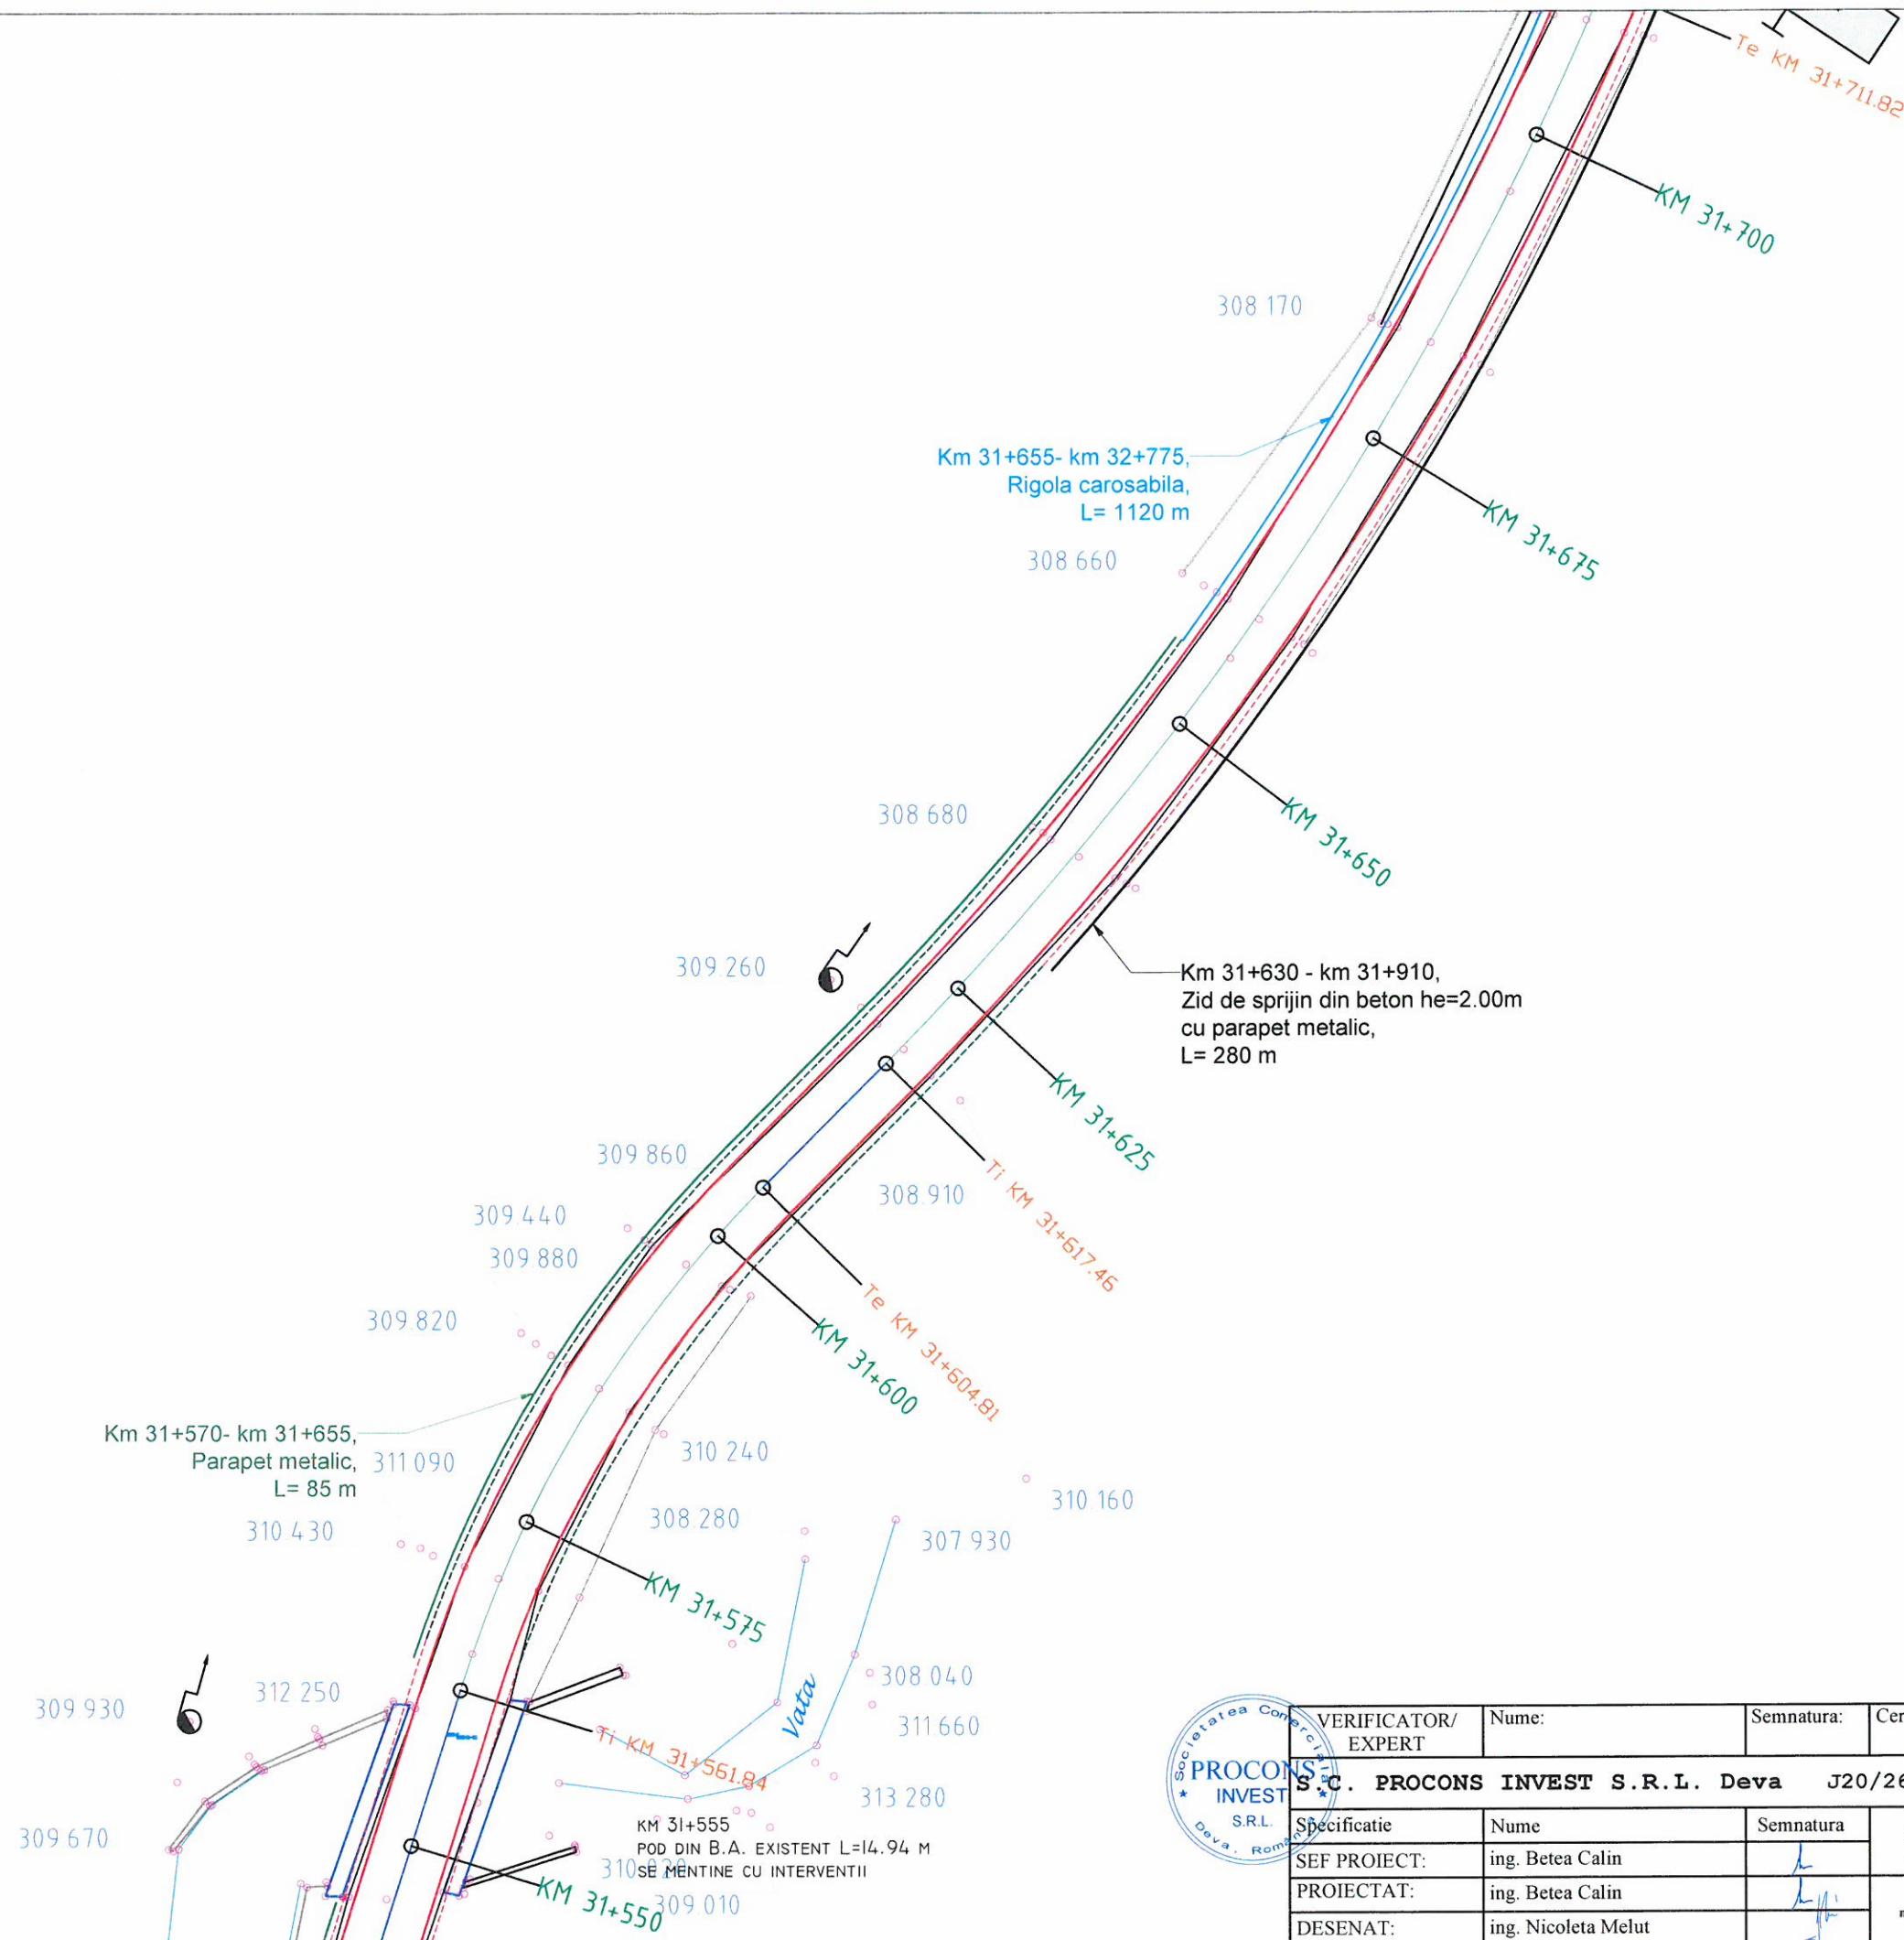 Te KM 31+711.82
KM 31+700
308 170
Km 31+655- km 32+775,
Rigola carosabila,
L= 1120 m
KM 31+675
308 660
KM 31+650
308 680
309.260
Km 31+630 - km 31+910,
Zid de sprijin din beton he=2.00m
cu parapet metalic,
L= 280 m
KM 31+625
309 860
308.910
Ti KM 31+617.46
309.440
309.880
Te KM 31+604.81
309.820
KM 31+600
Km 31+570- km 31+655,
Parapet metalic,
L= 85 m
311 090
310 240
310.160
310 430
308.280
307 930
KM 31+575
308 040
312.250
309 930
Vata
311 660
Ti KM 31+561.84
313 280
309 670
KM 31+555
POD DIN B.A. EXISTENT L=14.94 M
SE MENTINE CU INTERVENTII
KM 31+550
309 010
Societatea Comerciala
PROCONS
INVEST
S.R.L.
Deva . România
VERIFICATOR/
EXPERT
Nume:
Semnatura:
S.C. PROCONS INVEST S.R.L. Deva
Specificatie
Nume
Semnatura
SEF PROIECT:
ing. Betea Calin
PROIECTAT:
ing. Betea Calin
DESENAT:
ing. Nicoleta Melut